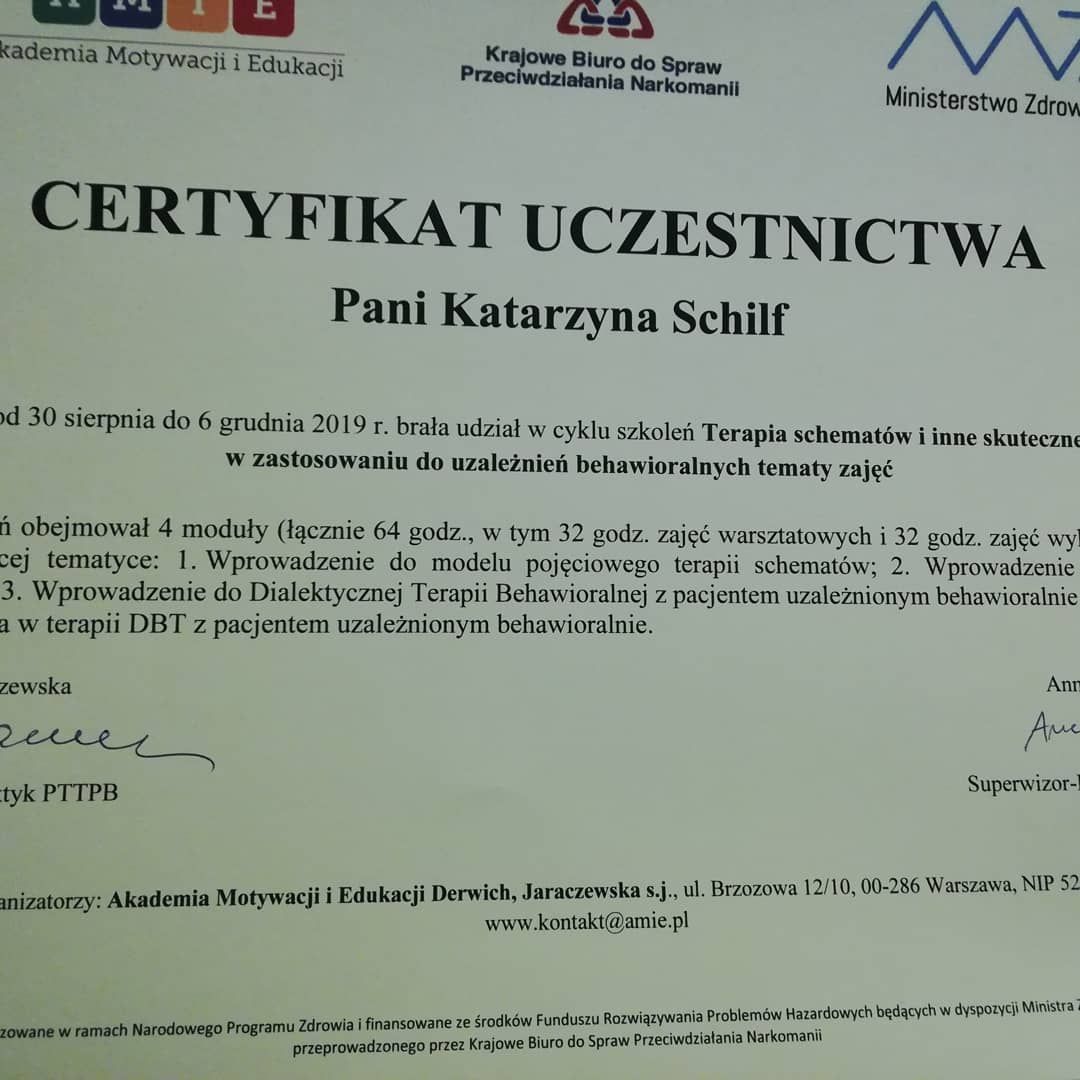 A M I E
Akademia Motywacji i Edukacji
Krajowe Biuro do Spraw
Przeciwdziałania Narkomanii
Ministerstwo Zdrow
CERTYFIKAT UCZESTNICTWA
Pani Katarzyna Schilf
od 30 sierpnia do 6 grudnia 2019 r. brała udział w cyklu szkoleń Terapia schematów i inne skuteczne
w zastosowaniu do uzależnień behawioralnych tematy zajęć
ń obejmował 4 moduły (łącznie 64 godz., w tym 32 godz. zajęć warsztatowych i 32 godz. zajęć wyk
cej tematyce: 1. Wprowadzenie do modelu pojęciowego terapii schematów; 2. Wprowadzenie
3. Wprowadzenie do Dialektycznej Terapii Behawioralnej z pacjentem uzależnionym behawioralnie
a w terapii DBT z pacjentem uzależnionym behawioralnie.
zewska
Ann
tyk PTTPB
Superwizor-
anizatorzy: Akademia Motywacji i Edukacji Derwich, Jaraczewska s.j., ul. Brzozowa 12/10, 00-286 Warszawa, NIP 52
www.kontakt@amie.pl
zowane w ramach Narodowego Programu Zdrowia i finansowane ze środków Funduszu Rozwiązywania Problemów Hazardowych będących w dyspozycji Ministra Z
przeprowadzonego przez Krajowe Biuro do Spraw Przeciwdziałania Narkomanii